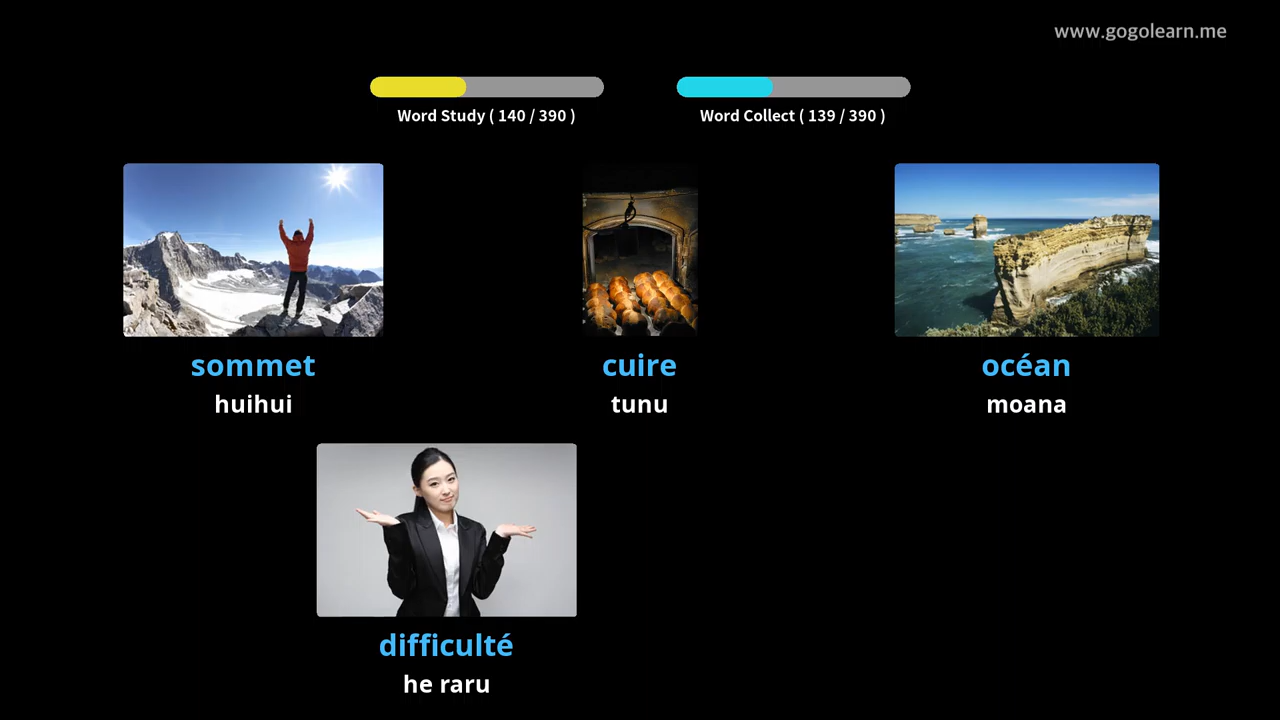 www.gogolearn.me
Word Study ( 140 / 390 )
Word Collect ( 139 / 390 )
sommet
huihui
cuire
tunu
océan
moana
difficulté
he raru